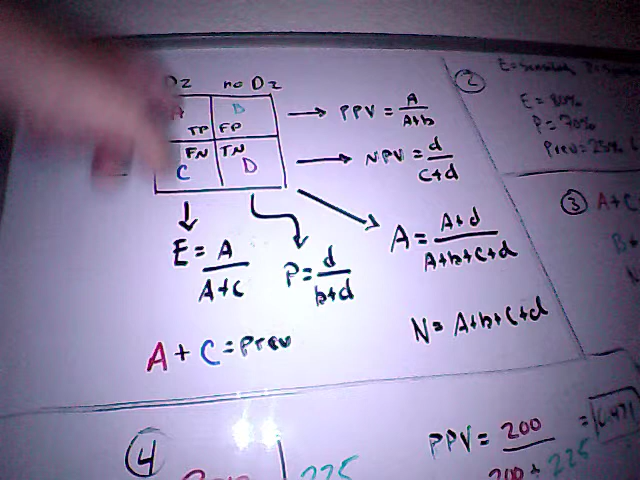 Dz no Dz
A B
TP FP
FN TN
C D
→ PPV = A/A+b
→ NPV = d/c+d
E = A/A+C
P = d/b+d
A = A+d/A+b+c+d
A + C = Prev
N = A+b+c+d
②
E = 80%
P = 70%
Prev = 25%
③ A+C
B+
④
225
PPV = 200/200 + 225 = 0.471